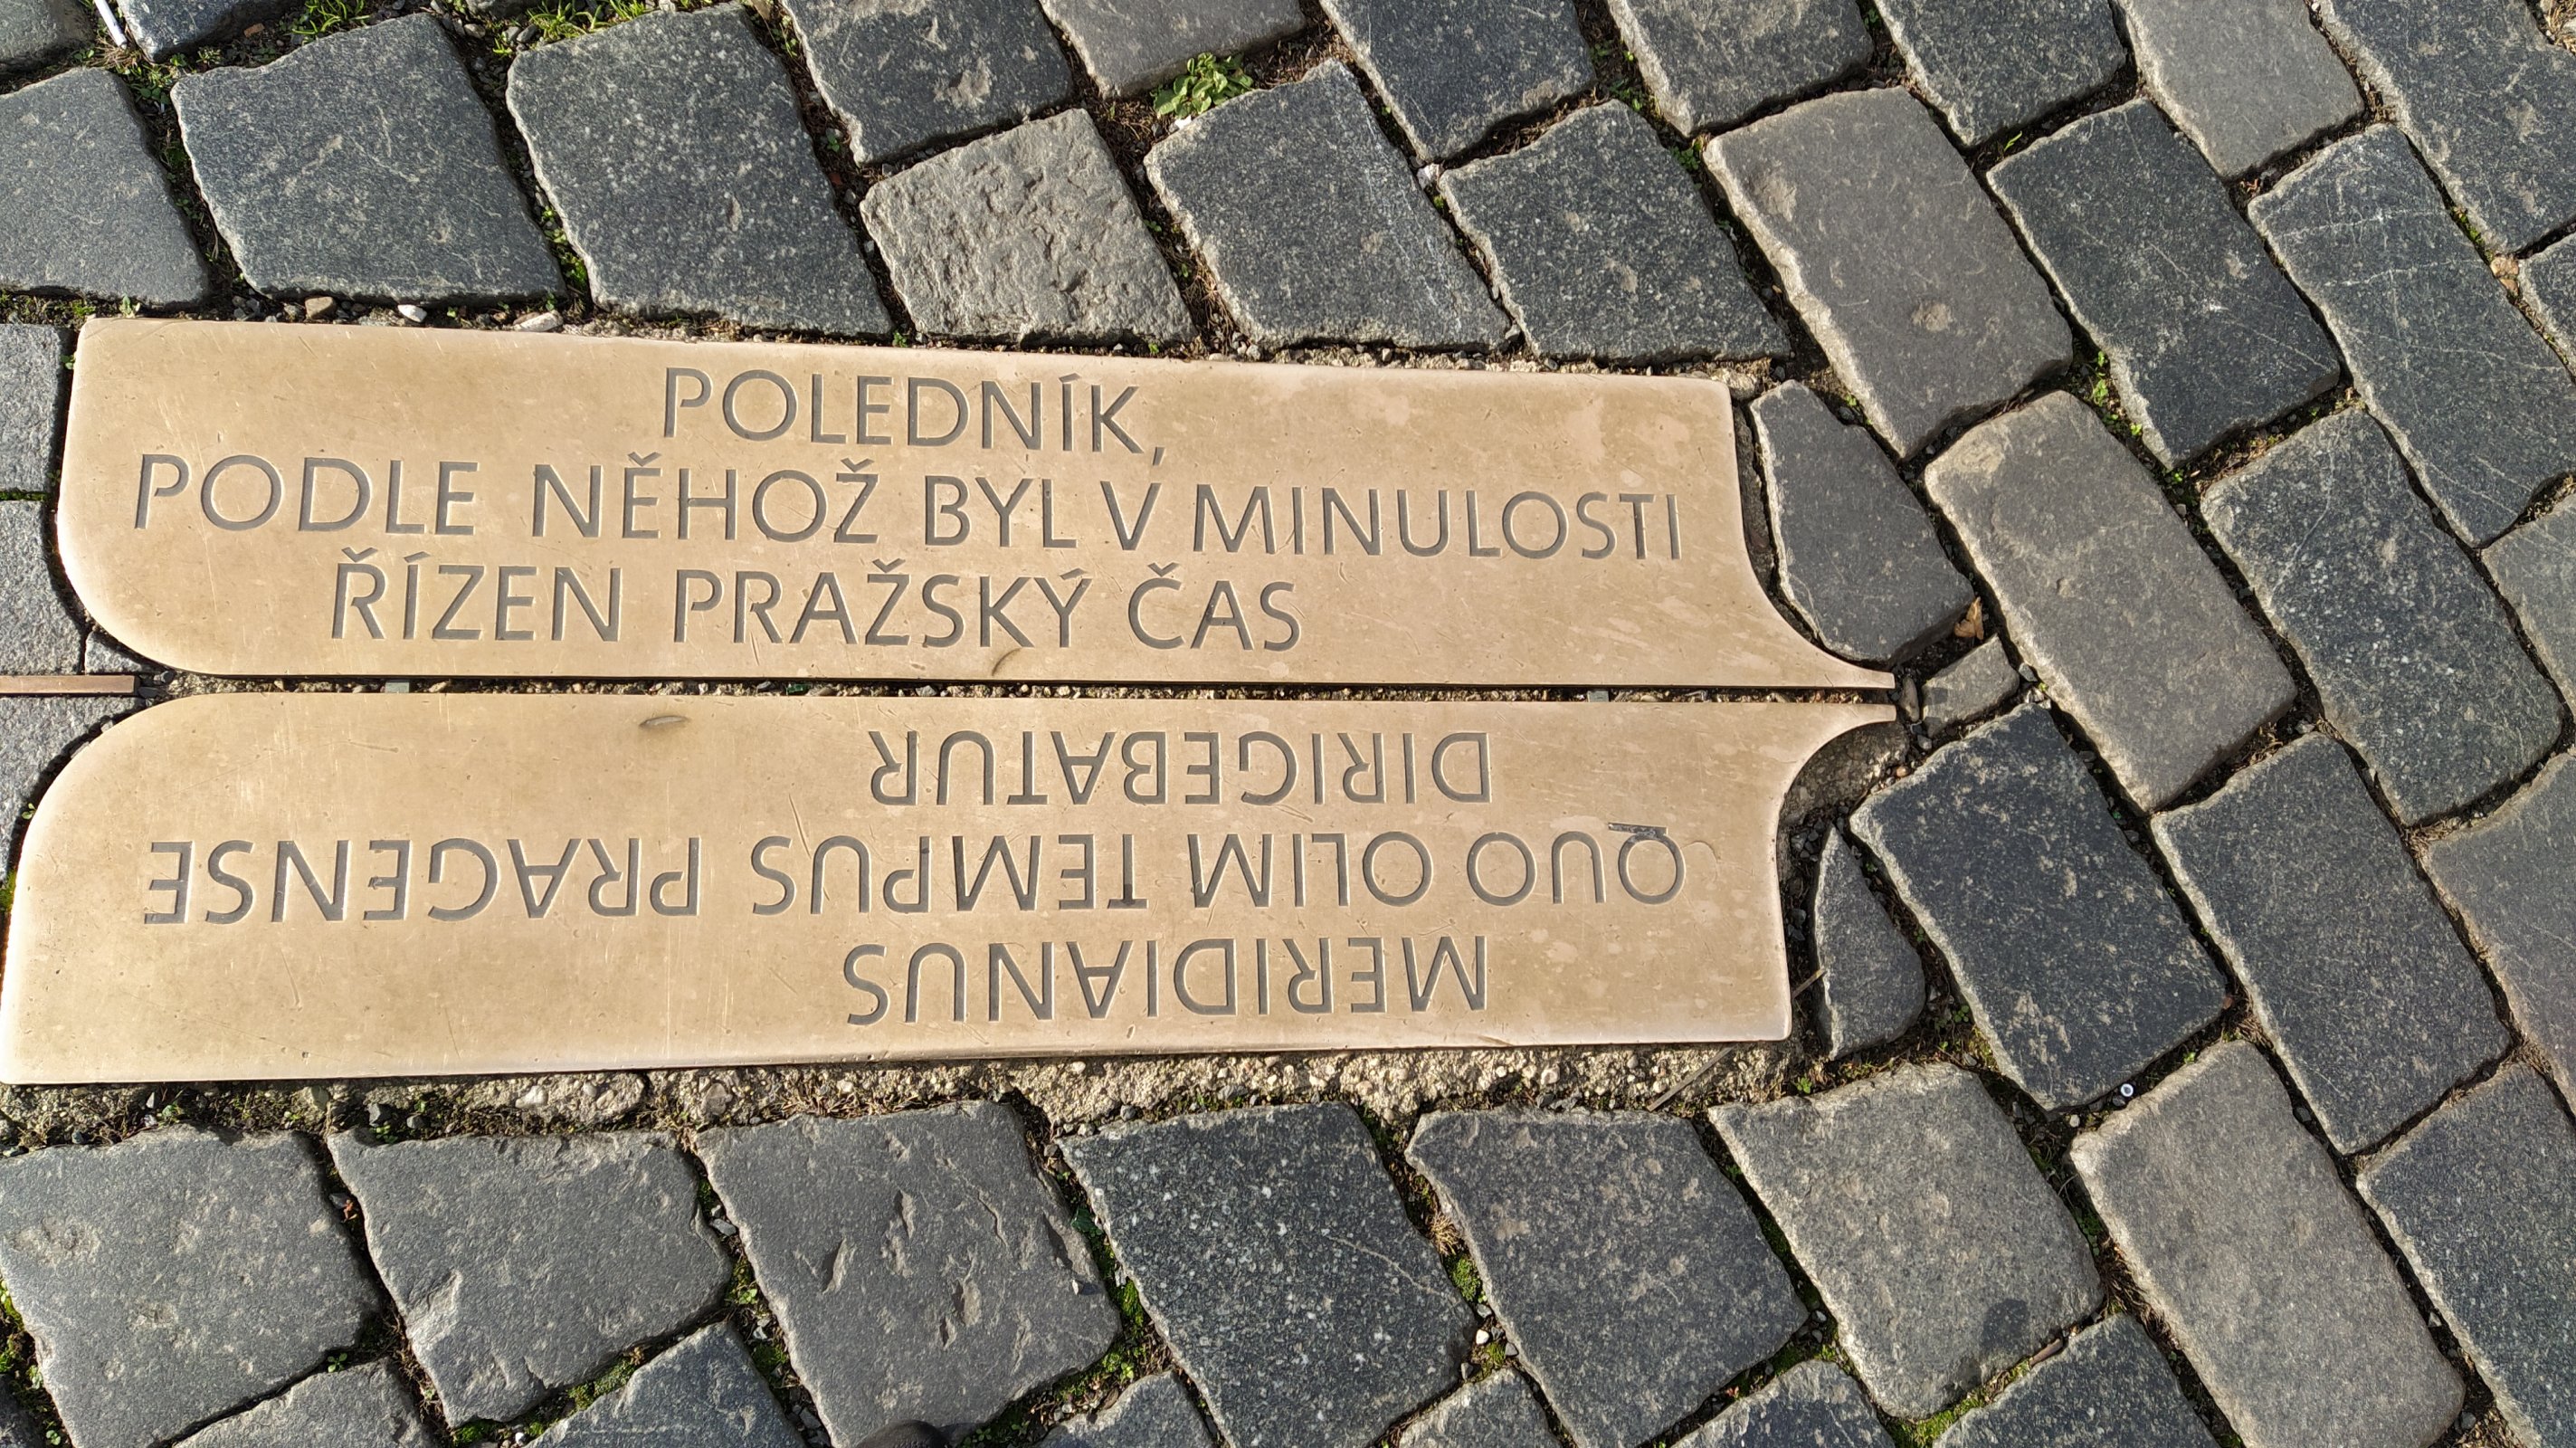 POLEDNÍK,
PODLE NĚHOŽ BYL V MINULOSTI
ŘÍZEN PRAŽSKÝ ČAS
MERIDIANUS
QUO OLIM TEMPUS PRAGENSE
DIRIGEBATUR